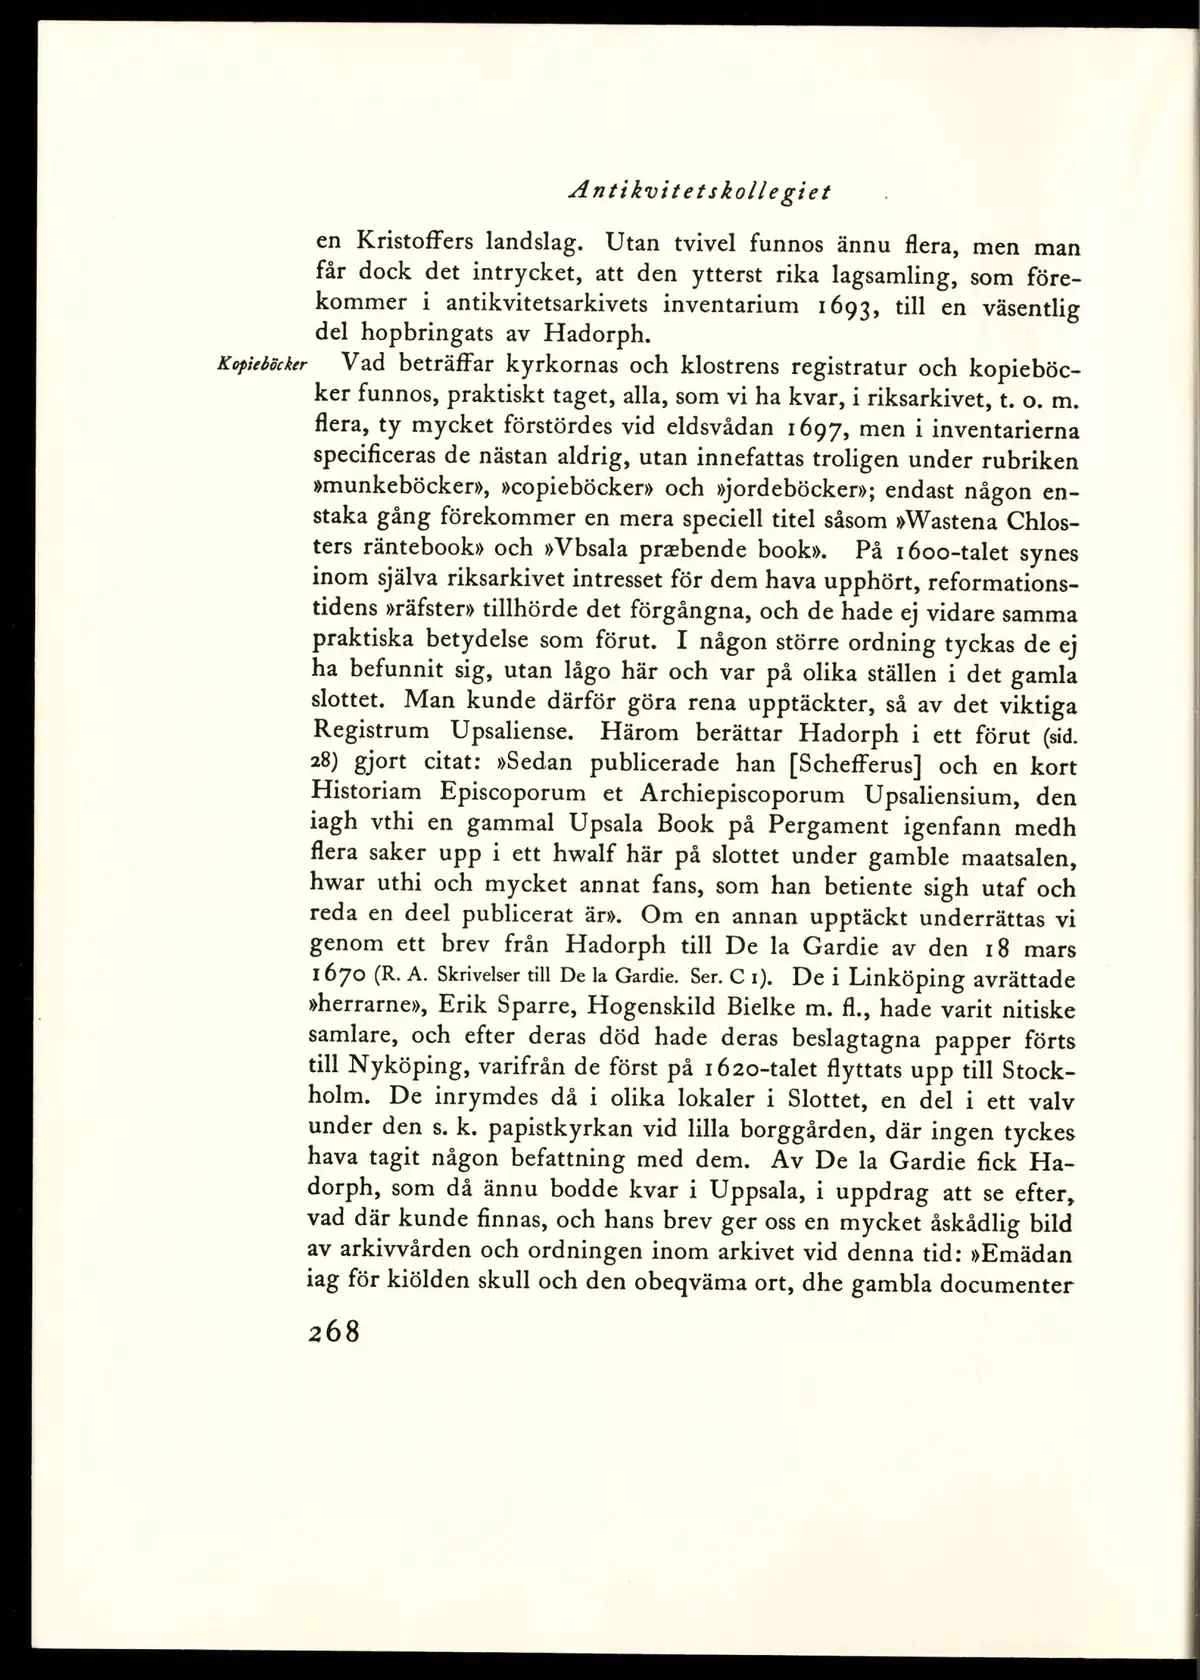 Antikvitetskollegiet
en Kristoffers landslag. Utan tvivel funnos ännu flera, men man
får dock det intrycket, att den ytterst rika lagsamling, som före-
kommer i antikvitetsarkivets inventarium 1693, till en väsentlig
del hopbringats av Hadorph.
Kopieböcker Vad beträffar kyrkornas och klostrens registratur och kopieböc-
ker funnos, praktiskt taget, alla, som vi ha kvar, i riksarkivet, t. o. m.
flera, ty mycket förstördes vid eldsvådan 1697, men i inventarierna
specificeras de nästan aldrig, utan innefattas troligen under rubriken
»munkeböcker», »copieböcker» och »jordeböcker»; endast någon en-
staka gång förekommer en mera speciell titel såsom »Wastena Chlos-
ters räntebook» och »Vbsala præbende book». På 1600-talet synes
inom själva riksarkivet intresset för dem hava upphört, reformations-
tidens »räfster» tillhörde det förgångna, och de hade ej vidare samma
praktiska betydelse som förut. I någon större ordning tyckas de ej
ha befunnit sig, utan lågo här och var på olika ställen i det gamla
slottet. Man kunde därför göra rena upptäckter, så av det viktiga
Registrum Upsaliense. Härom berättar Hadorph i ett förut (sid.
28) gjort citat: »Sedan publicerade han [Schefferus] och en kort
Historiam Episcoporum et Archiepiscoporum Upsaliensium, den
iagh vthi en gammal Upsala Book på Pergament igenfann medh
flera saker upp i ett hwalf här på slottet under gamble maatsalen,
hwar uthi och mycket annat fans, som han betiente sigh utaf och
reda en deel publicerat är». Om en annan upptäckt underrättas vi
genom ett brev från Hadorph till De la Gardie av den 18 mars
1670 (R. A. Skrivelser till De la Gardie. Ser. C 1). De i Linköping avrättade
»herrarne», Erik Sparre, Hogenskild Bielke m. fl., hade varit nitiske
samlare, och efter deras död hade deras beslagtagna papper förts
till Nyköping, varifrån de först på 1620-talet flyttats upp till Stock-
holm. De inrymdes då i olika lokaler i Slottet, en del i ett valv
under den s. k. papistkyrkan vid lilla borggården, där ingen tyckes
hava tagit någon befattning med dem. Av De la Gardie fick Ha-
dorph, som då ännu bodde kvar i Uppsala, i uppdrag att se efter,
vad där kunde finnas, och hans brev ger oss en mycket åskådlig bild
av arkivvården och ordningen inom arkivet vid denna tid: »Emädan
iag för kiölden skull och den obeqväma ort, dhe gambla documenter
268